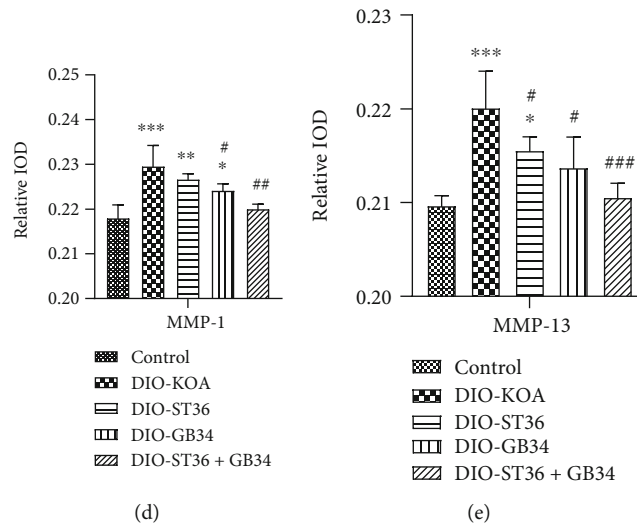 0.25
0.24
0.23
0.22
0.21
0.20
Relative IOD
***
**
#
*
##
MMP-1
Control
DIO-KOA
DIO-ST36
DIO-GB34
DIO-ST36 + GB34
(d)
0.23
0.22
0.21
0.20
Relative IOD
***
#
*
#
###
MMP-13
Control
DIO-KOA
DIO-ST36
DIO-GB34
DIO-ST36 + GB34
(e)